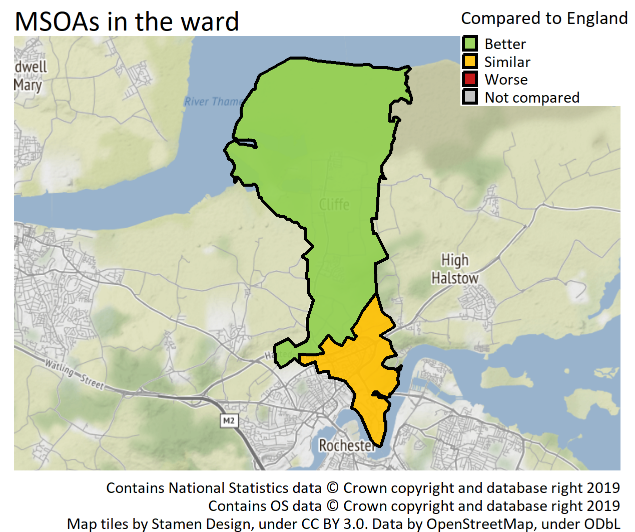 MSOAs in the ward
Compared to England
Better
Similar
Worse
Not compared
dwell
Mary
River Tham
Cliffe
High
Halstow
Watling-Street
M2
Rochester
Contains National Statistics data © Crown copyright and database right 2019
Contains OS data © Crown copyright and database right 2019
Map tiles by Stamen Design, under CC BY 3.0. Data by OpenStreetMap, under ODbL